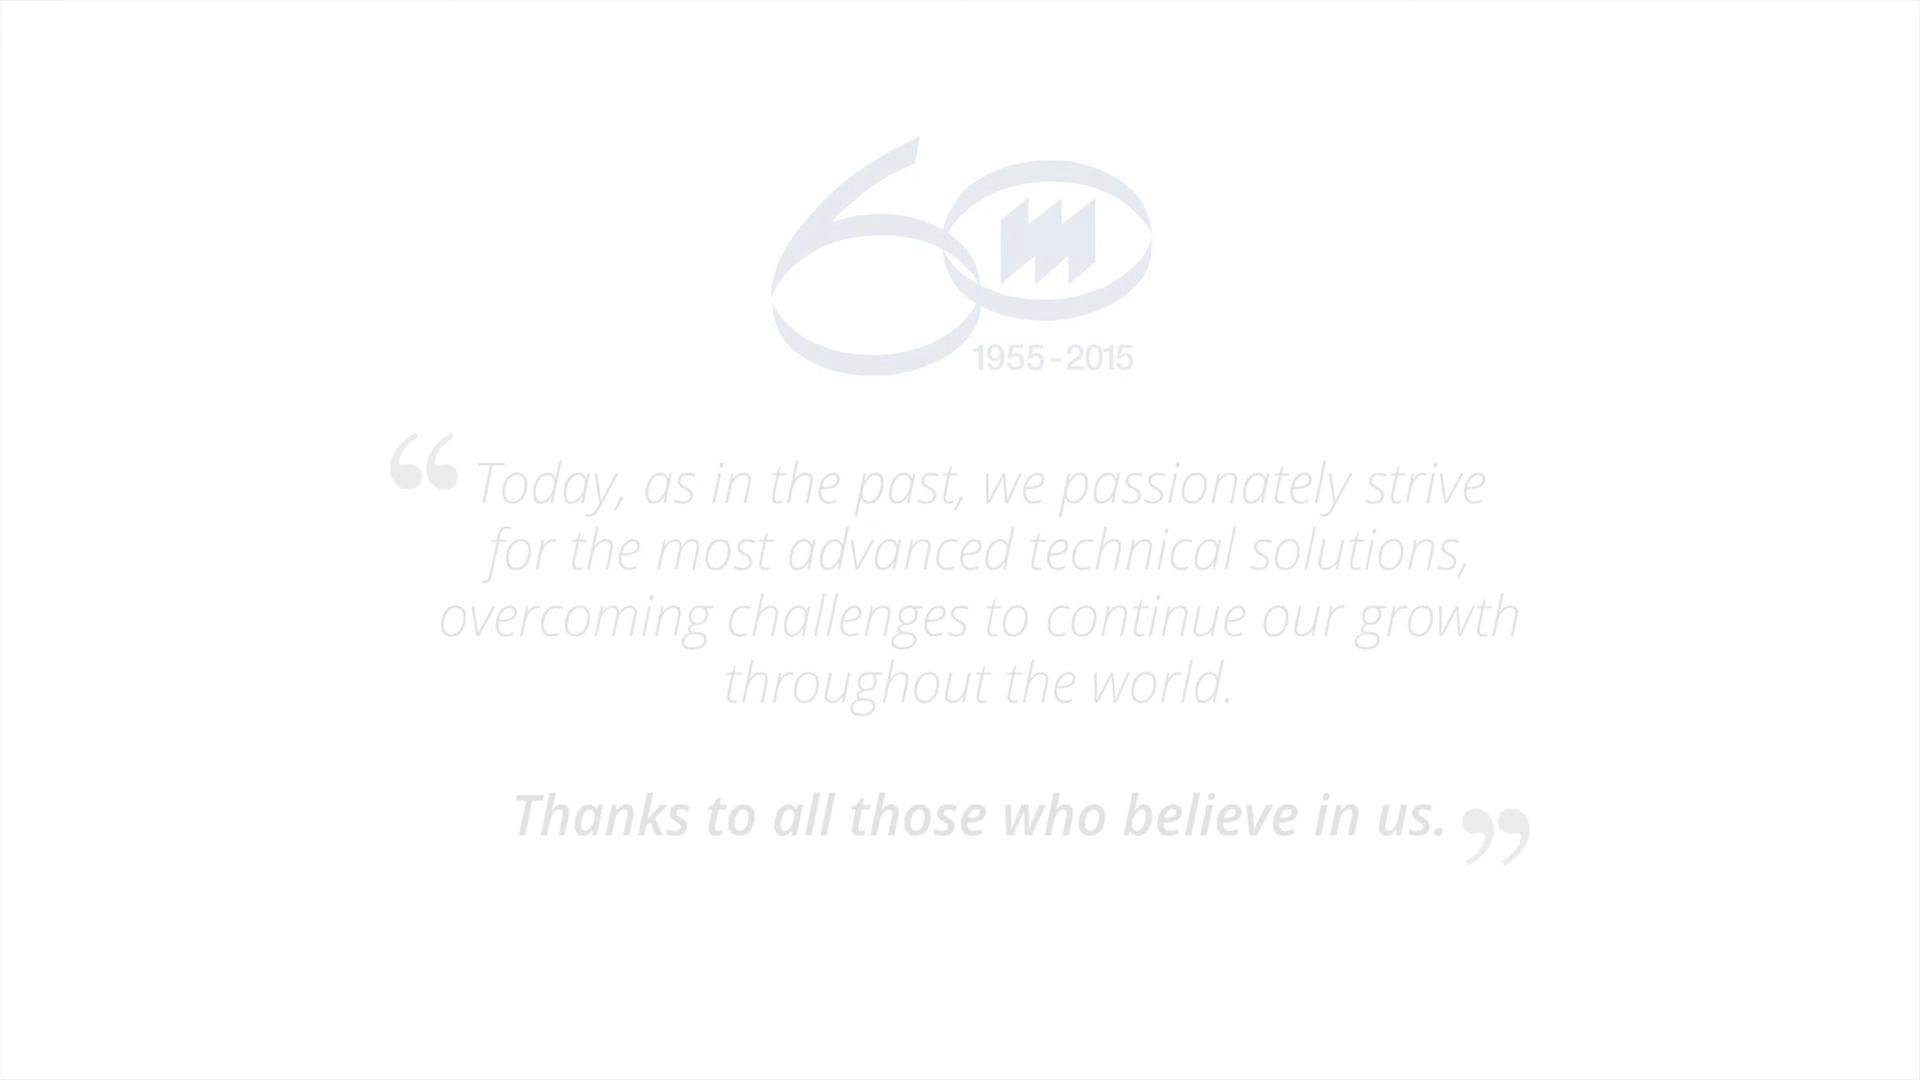 60
1955-2015
“Today, as in the past, we passionately strive
for the most advanced technical solutions,
overcoming challenges to continue our growth
throughout the world.
Thanks to all those who believe in us.”